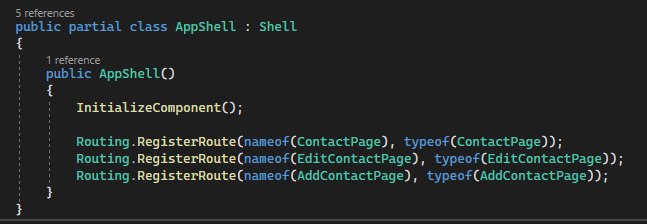 5 references
public partial class AppShell : Shell
{
1 reference
public AppShell()
{
InitializeComponent();
Routing.RegisterRoute(nameof(ContactPage), typeof(ContactPage));
Routing.RegisterRoute(nameof(EditContactPage), typeof(EditContactPage));
Routing.RegisterRoute(nameof(AddContactPage), typeof(AddContactPage));
}
}